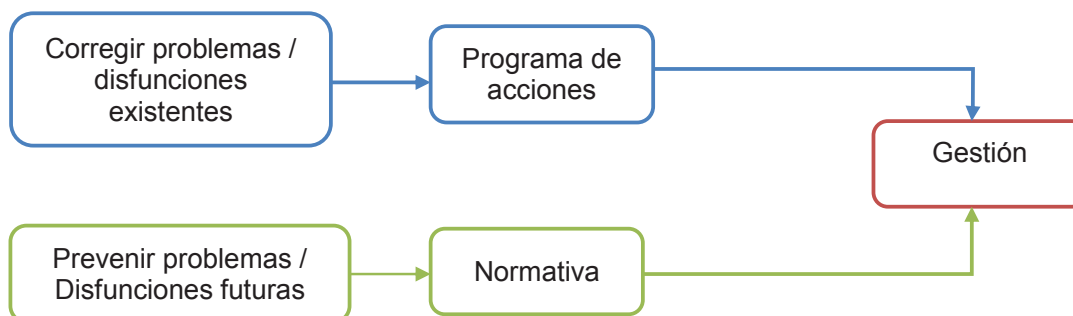 Corregir problemas /
disfunciones
existentes
Programa de
acciones
Gestión
Prevenir problemas /
Disfunciones futuras
Normativa